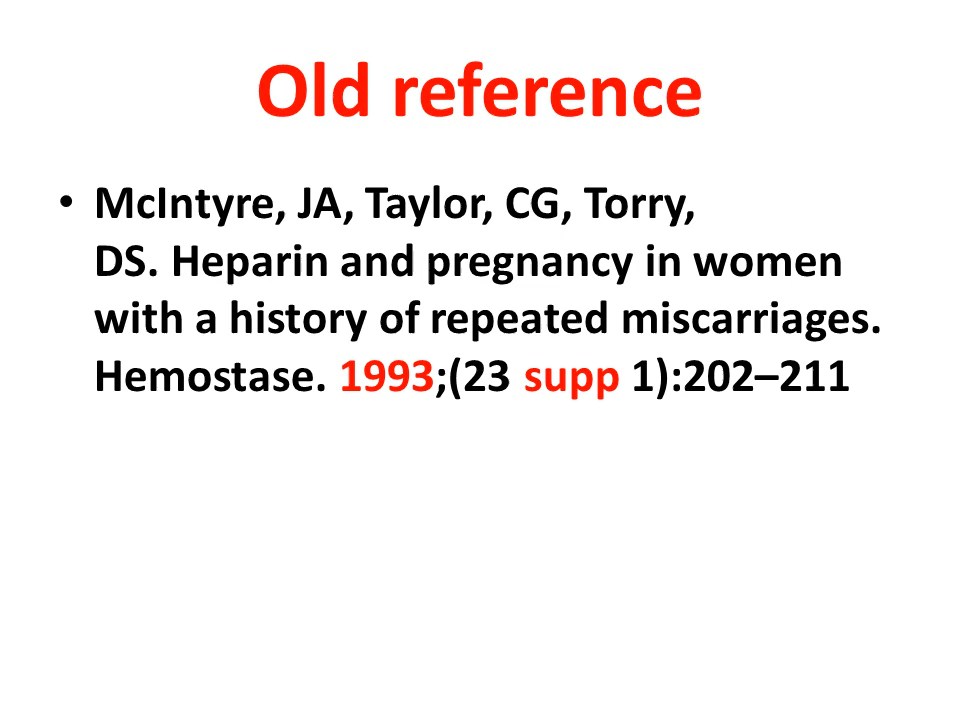 Old reference
• McIntyre, JA, Taylor, CG, Torry,
DS. Heparin and pregnancy in women
with a history of repeated miscarriages.
Hemostase. 1993;(23 supp 1):202–211